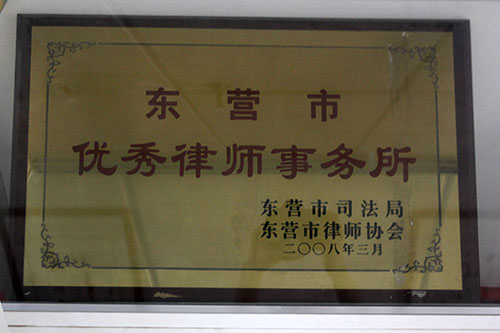 东营市
优秀律师事务所
东营市司法局
东营市律师协会
二〇〇八年三月